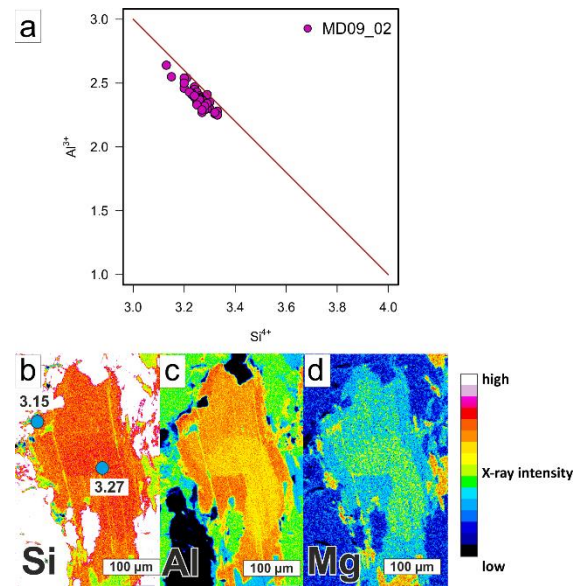 a
MD09_02
3.0
2.5
2.0
1.5
1.0
Al³⁺
3.0 3.2 3.4 3.6 3.8 4.0
Si⁴⁺
b c d
3.15
3.27
Si Al Mg
100 µm 100 µm 100 µm
high
X-ray intensity
low